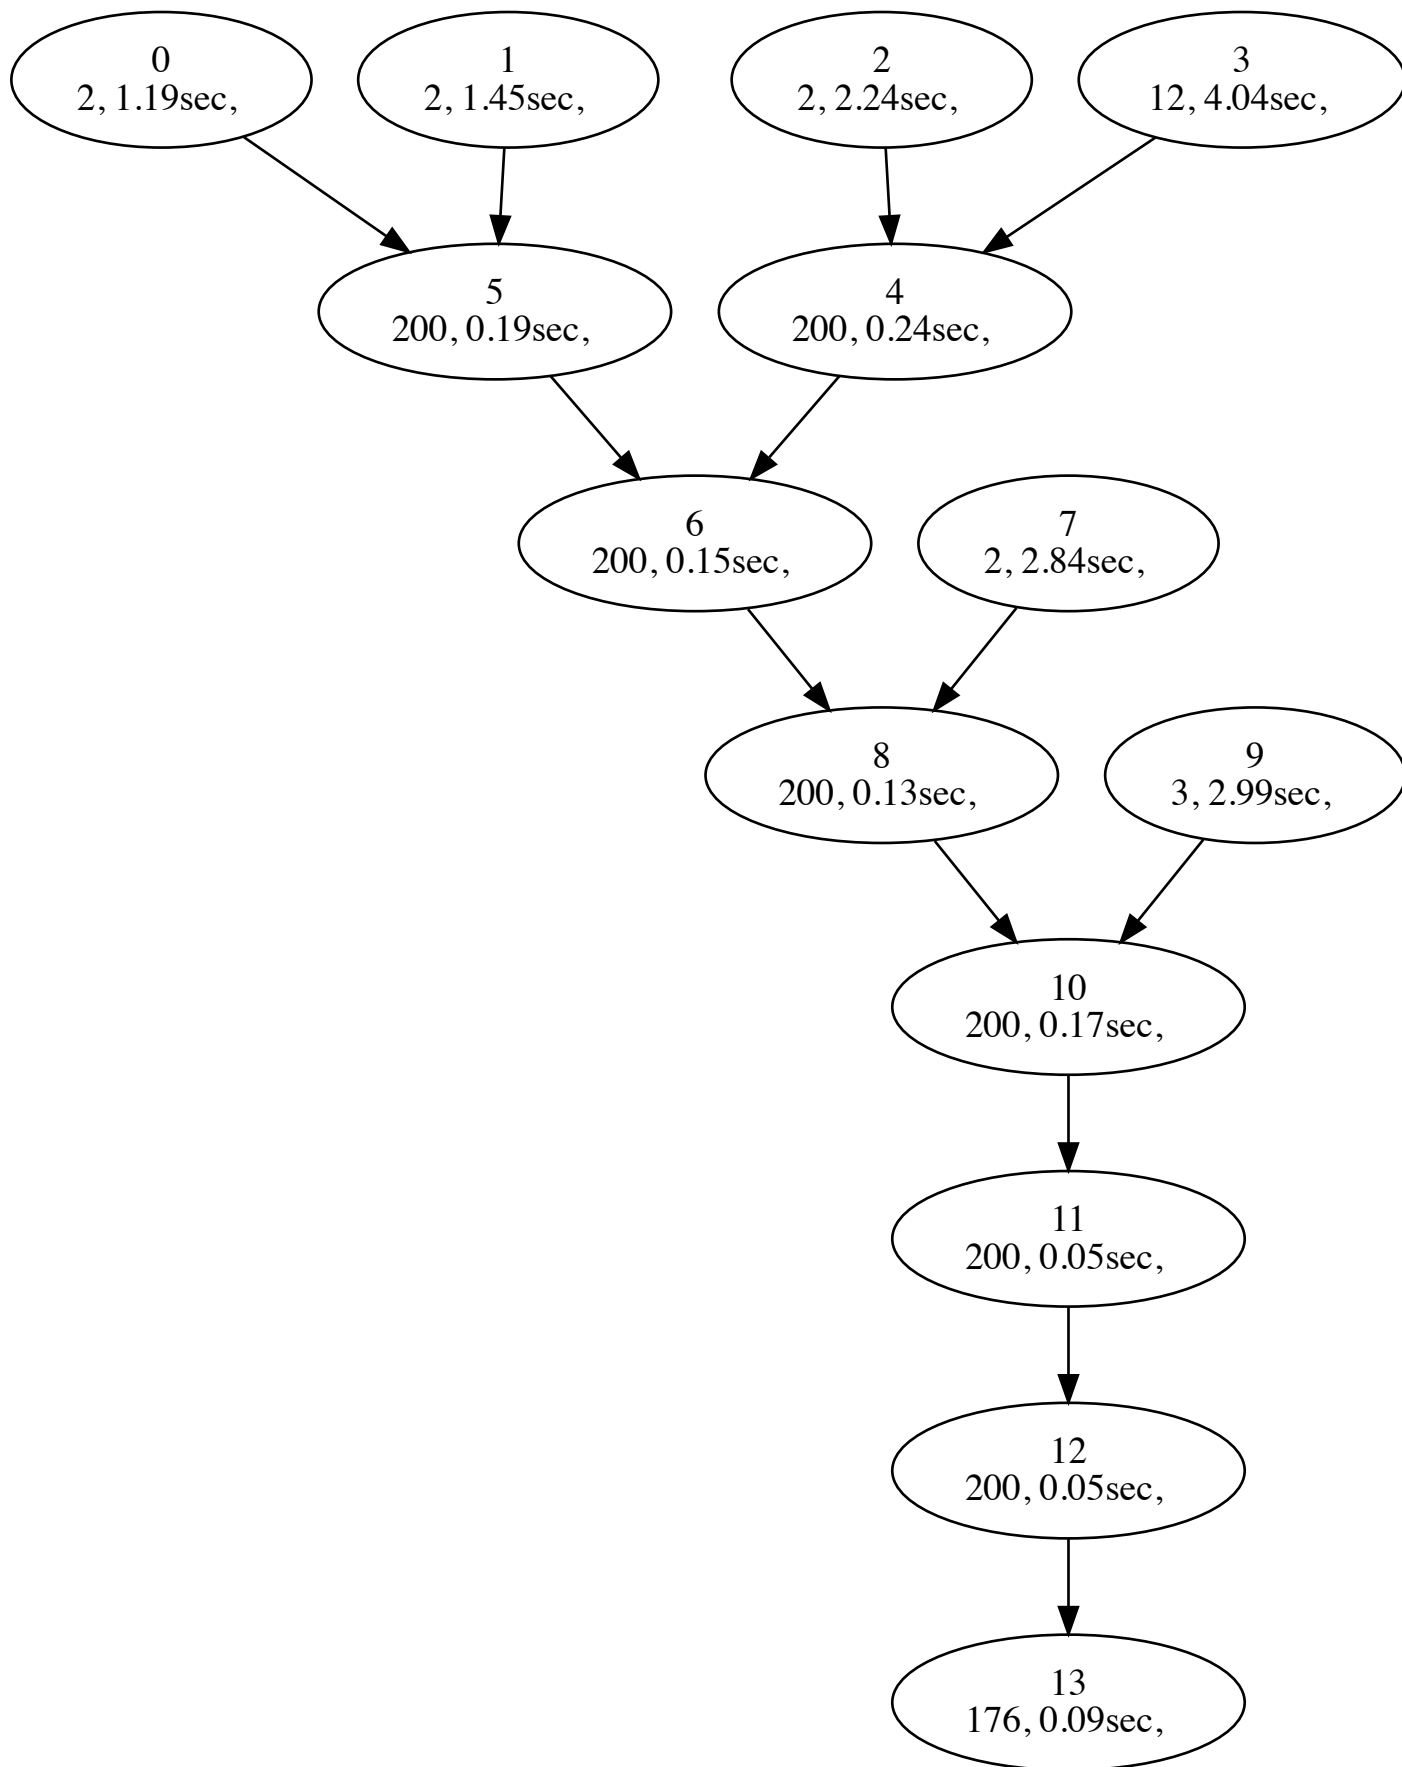 0
2, 1.19sec,
1
2, 1.45sec,
2
2, 2.24sec,
3
12, 4.04sec,
5
200, 0.19sec,
4
200, 0.24sec,
6
200, 0.15sec,
7
2, 2.84sec,
8
200, 0.13sec,
9
3, 2.99sec,
10
200, 0.17sec,
11
200, 0.05sec,
12
200, 0.05sec,
13
176, 0.09sec,